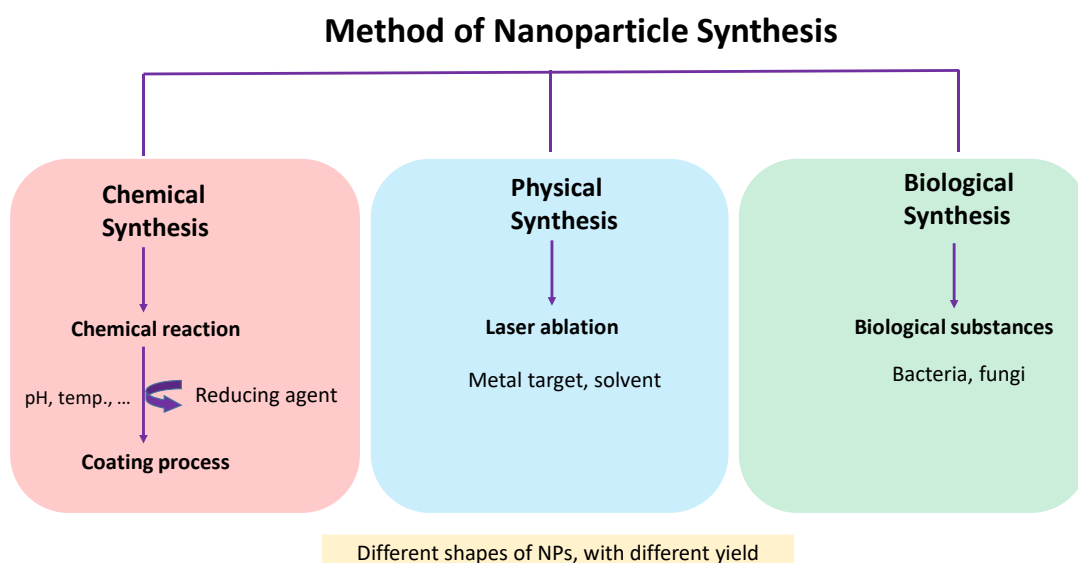 Method of Nanoparticle Synthesis
Chemical
Synthesis
Chemical reaction
pH, temp., ...
Reducing agent
Coating process
Physical
Synthesis
Laser ablation
Metal target, solvent
Biological
Synthesis
Biological substances
Bacteria, fungi
Different shapes of NPs, with different yield